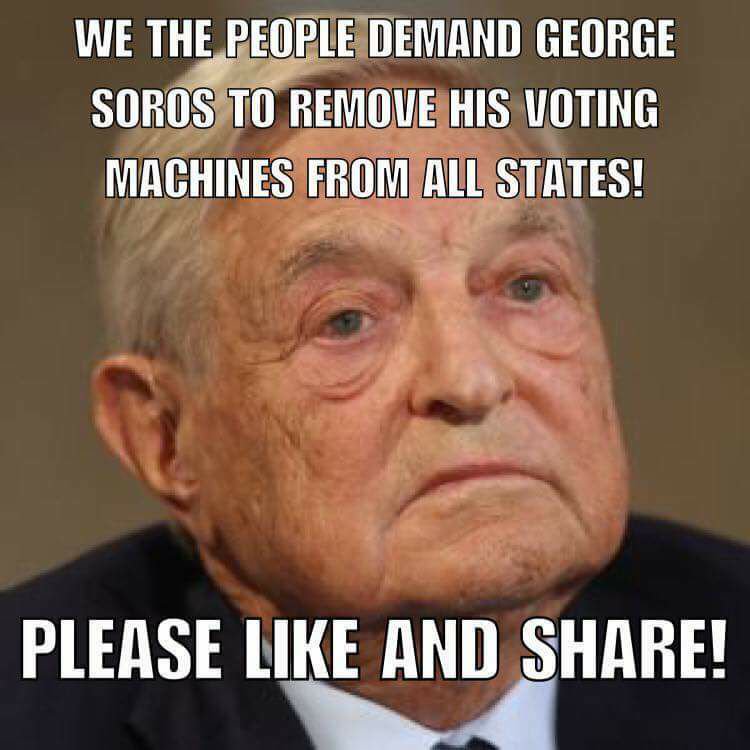 WE THE PEOPLE DEMAND GEORGE
SOROS TO REMOVE HIS VOTING
MACHINES FROM ALL STATES!
PLEASE LIKE AND SHARE!